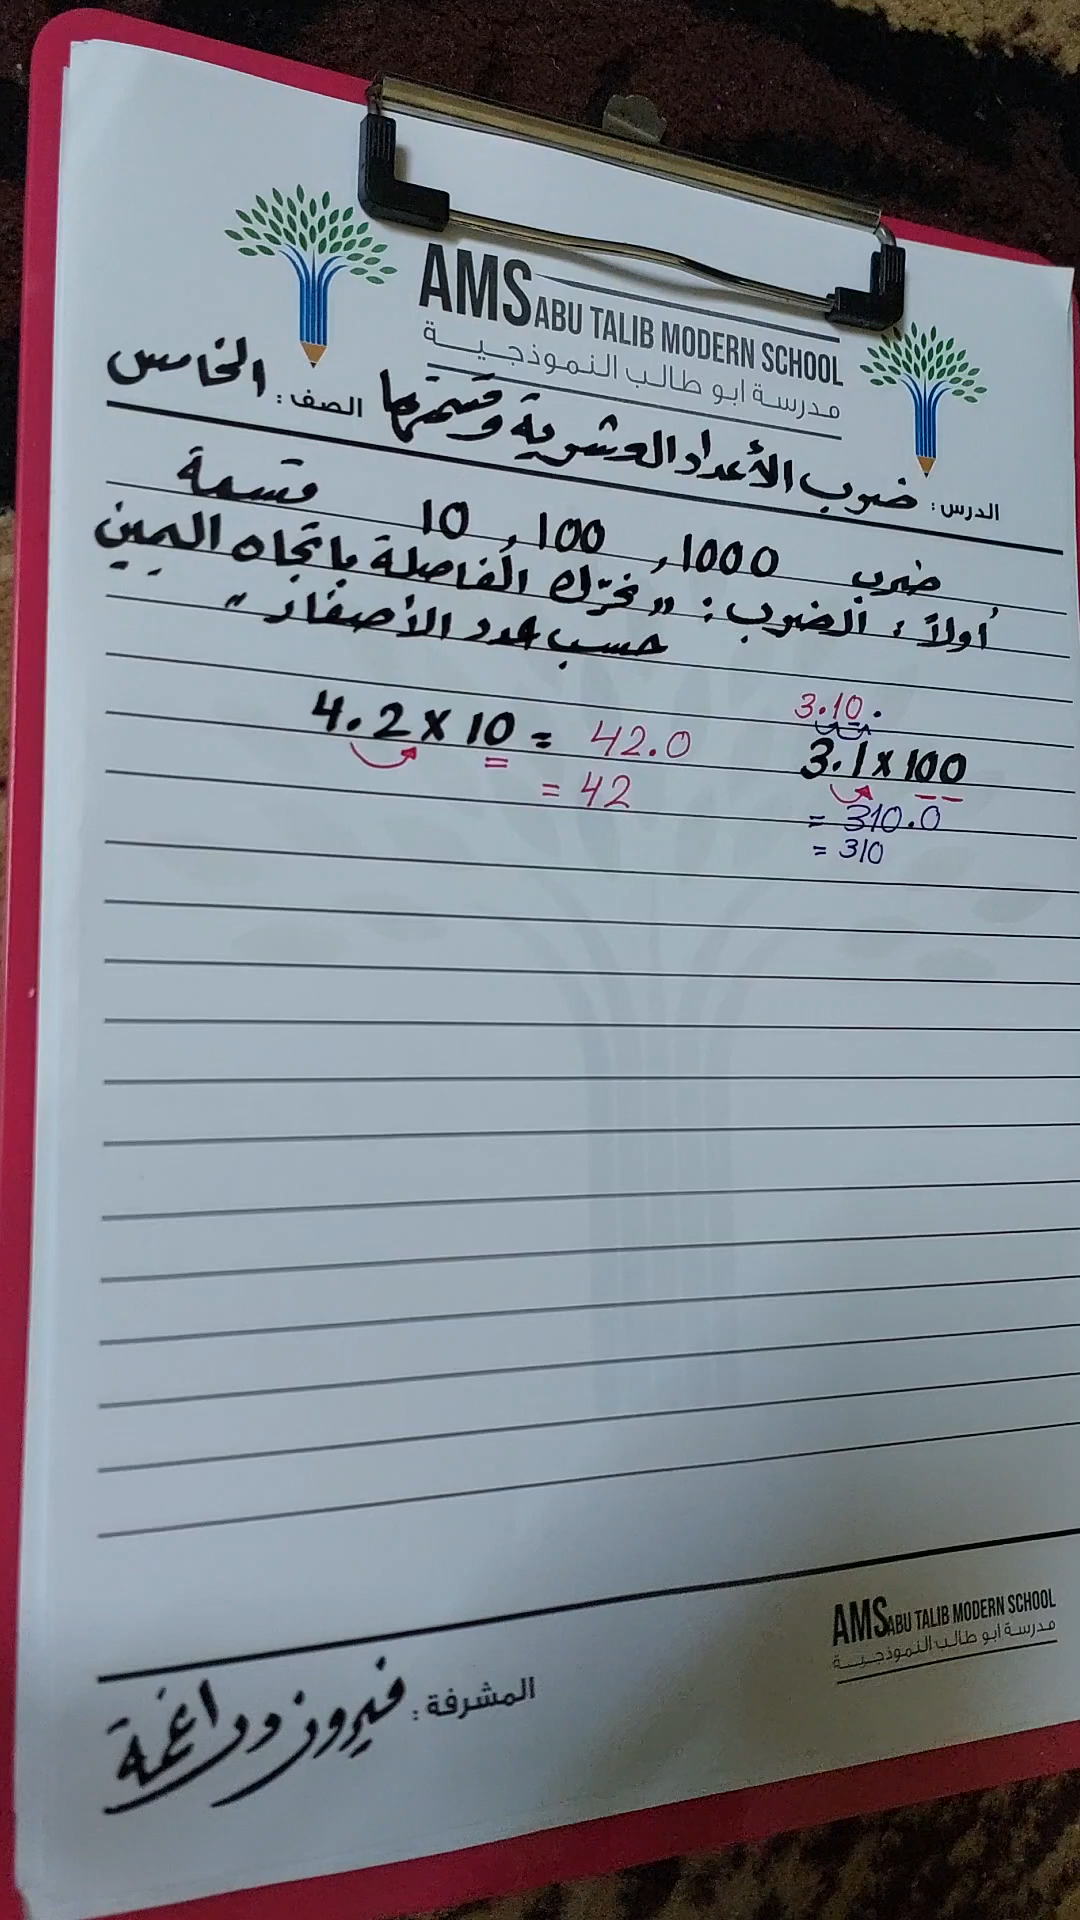 AMS ABU TALIB MODERN SCHOOL
مدرسة ابو طالب النموذجية
الدرس: ضرب الأعداد العشرية وقسمتها الصف: الخامس
ضرب 10 , 100 , 1000 قسمة
أولاً: الضرب: "نحرّك الفاصلة باتجاه اليمين
حسب عدد الأصفار"
4.2 x 10 = 42.0
= 42
3.10.
3.1 x 100
= 310.0
= 310
AMS ABU TALIB MODERN SCHOOL
مدرسة ابو طالب النموذجية
المشرفة: فيروز دراغمة